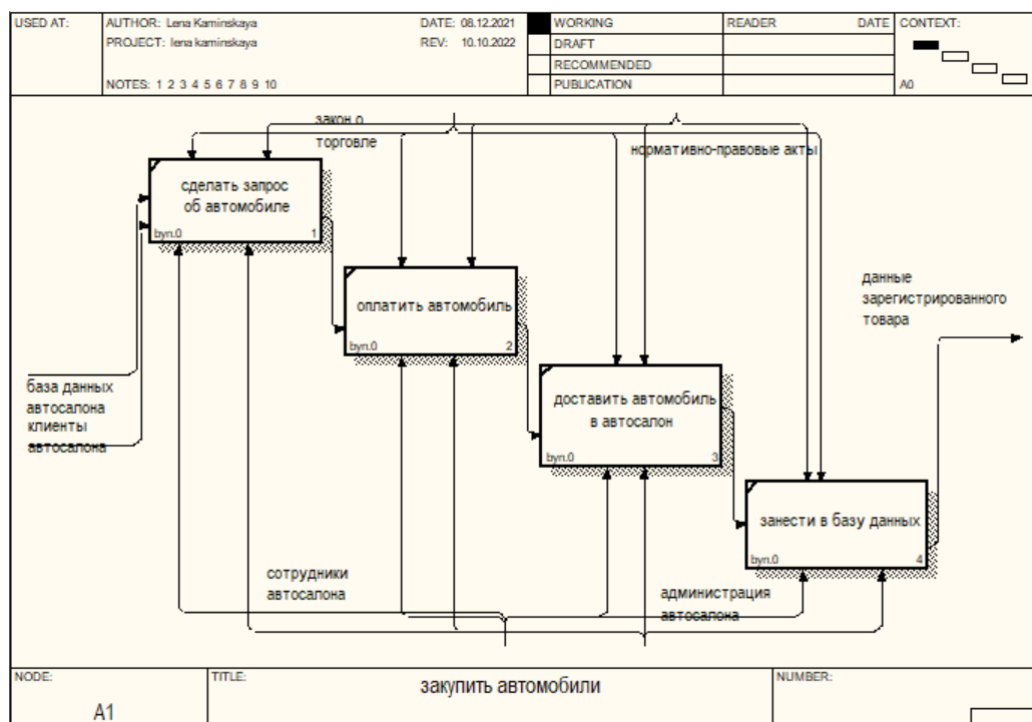 USED AT:
AUTHOR: Lena Kaminskaya
DATE: 08.12.2021
WORKING
READER
DATE
CONTEXT:
PROJECT: lena kaminskaya
REV: 10.10.2022
DRAFT
RECOMMENDED
NOTES: 1 2 3 4 5 6 7 8 9 10
PUBLICATION
A0
закон о
торговле
нормативно-правовые акты
сделать запрос
об автомобиле
byn.0
1
оплатить автомобиль
byn.0
2
данные
зарегистрированного
товара
база данных
автосалона
клиенты
автосалона
доставить автомобиль
в автосалон
byn.0
3
занести в базу данных
byn.0
4
сотрудники
автосалона
администрация
автосалона
NODE:
A1
TITLE:
закупить автомобили
NUMBER: